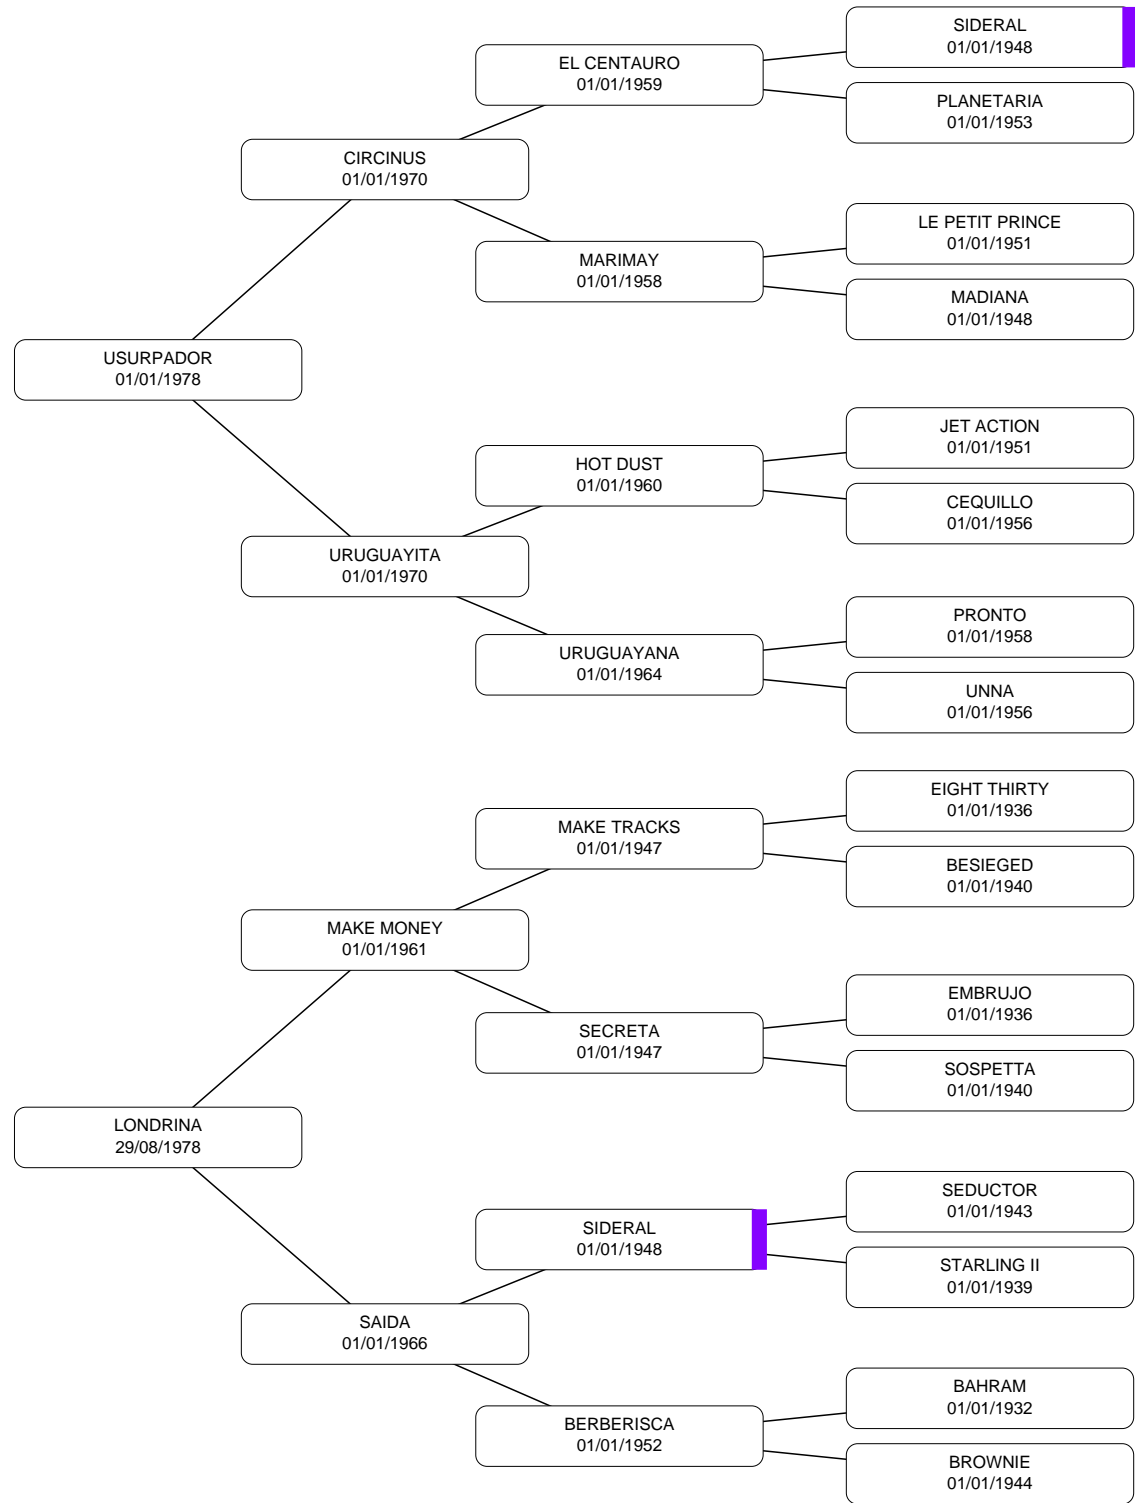 SIDERAL
01/01/1948
EL CENTAURO
01/01/1959
PLANETARIA
01/01/1953
CIRCINUS
01/01/1970
LE PETIT PRINCE
01/01/1951
MARIMAY
01/01/1958
MADIANA
01/01/1948
USURPADOR
01/01/1978
JET ACTION
01/01/1951
HOT DUST
01/01/1960
CEQUILLO
01/01/1956
URUGUAYITA
01/01/1970
PRONTO
01/01/1958
URUGUAYANA
01/01/1964
UNNA
01/01/1956
EIGHT THIRTY
01/01/1936
MAKE TRACKS
01/01/1947
BESIEGED
01/01/1940
MAKE MONEY
01/01/1961
EMBRUJO
01/01/1936
SECRETA
01/01/1947
SOSPETTA
01/01/1940
LONDRINA
29/08/1978
SEDUCTOR
01/01/1943
SIDERAL
01/01/1948
STARLING II
01/01/1939
SAIDA
01/01/1966
BAHRAM
01/01/1932
BERBERISCA
01/01/1952
BROWNIE
01/01/1944